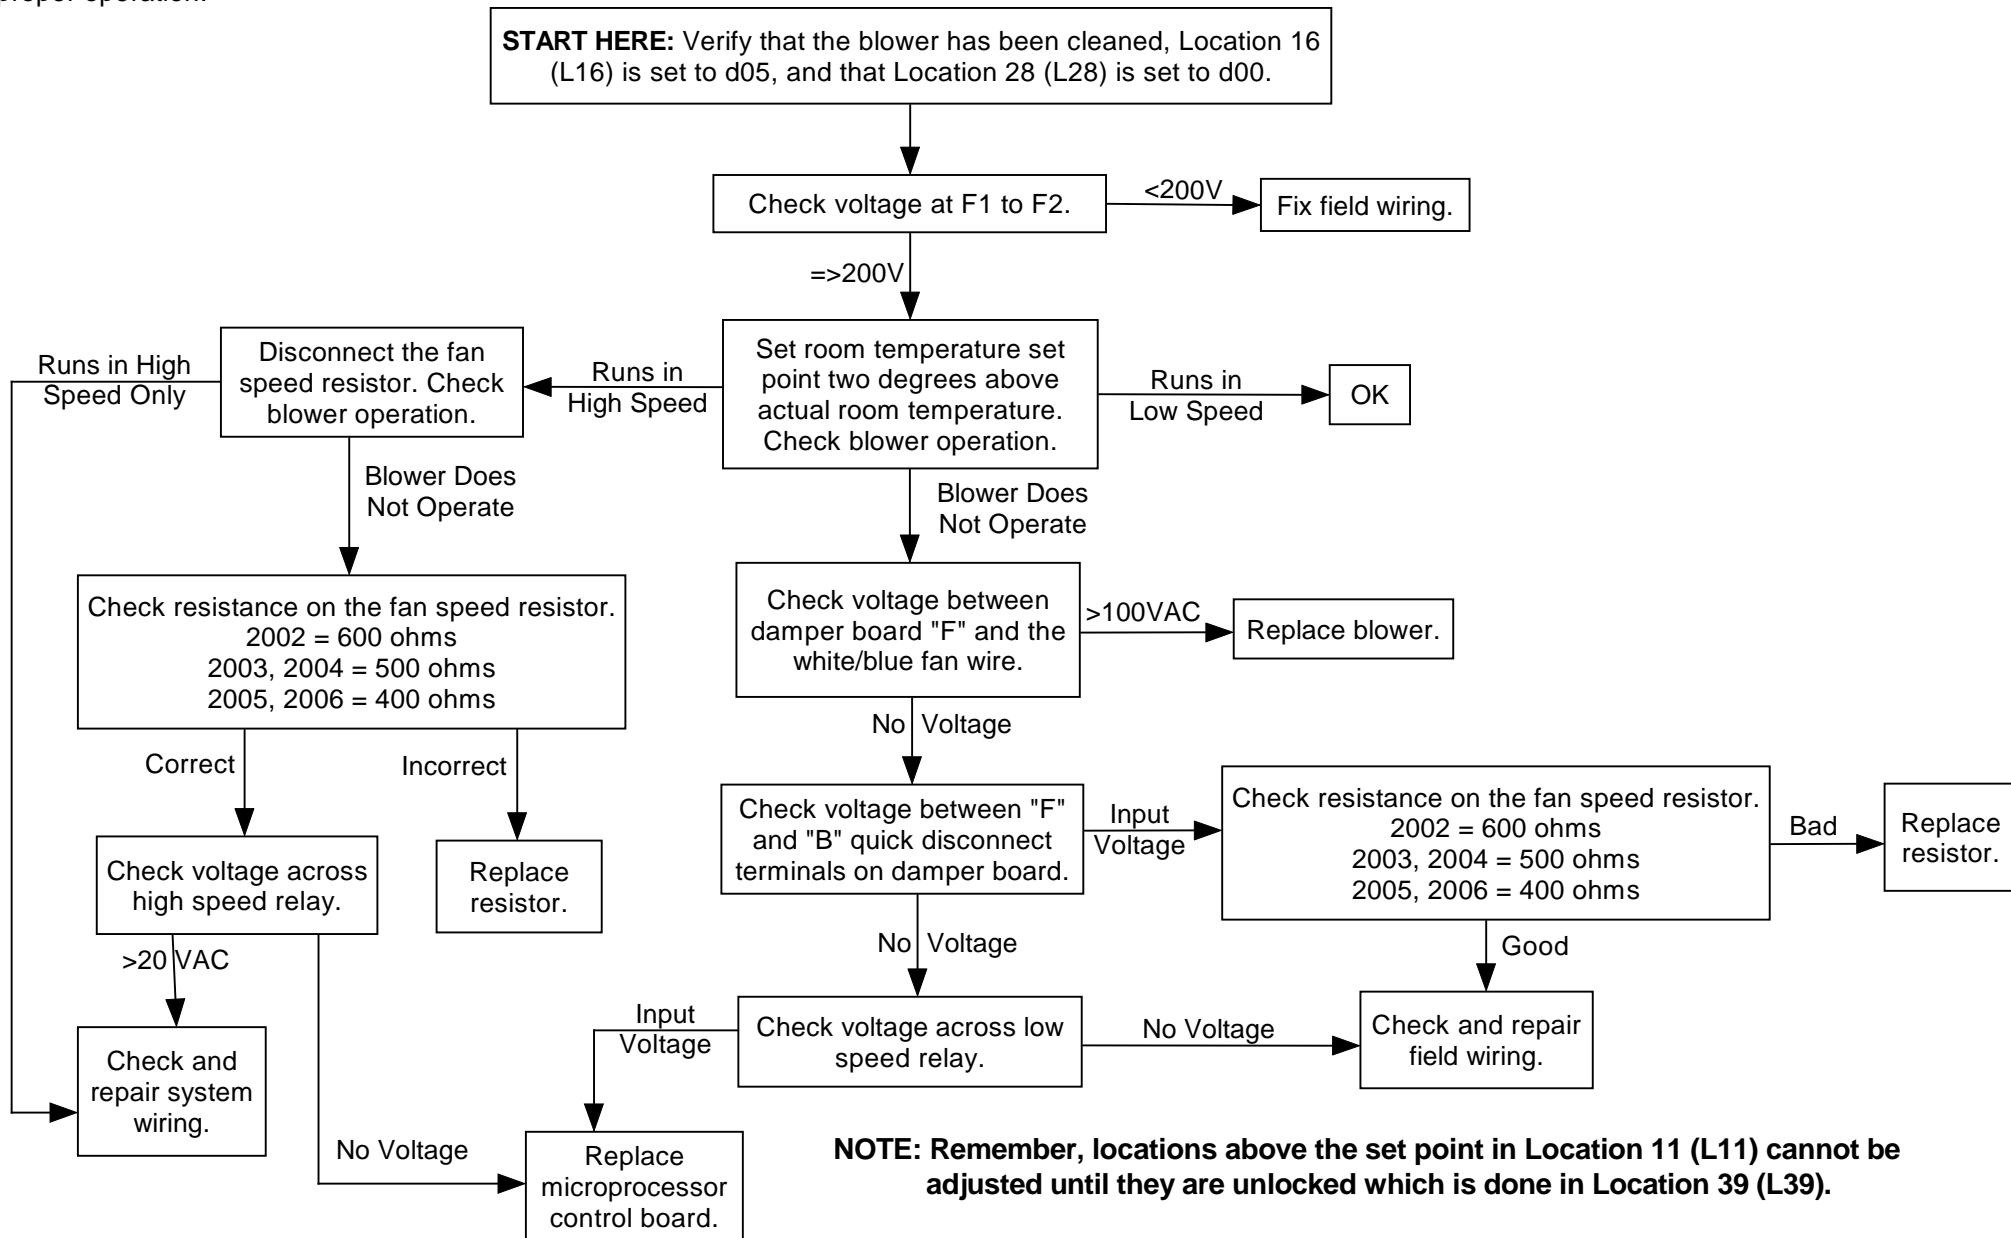 START HERE: Verify that the blower has been cleaned, Location 16
(L16) is set to d05, and that Location 28 (L28) is set to d00.
Check voltage at F1 to F2.
<200V
Fix field wiring.
=>200V
Set room temperature set
point two degrees above
actual room temperature.
Check blower operation.
Runs in
Low Speed
OK
Runs in
High Speed
Disconnect the fan
speed resistor. Check
blower operation.
Runs in High
Speed Only
Blower Does
Not Operate
Blower Does
Not Operate
Check resistance on the fan speed resistor.
2002 = 600 ohms
2003, 2004 = 500 ohms
2005, 2006 = 400 ohms
Check voltage between
damper board "F" and the
white/blue fan wire.
>100VAC
Replace blower.
No Voltage
Correct
Incorrect
Check voltage across
high speed relay.
Replace
resistor.
Check voltage between "F"
and "B" quick disconnect
terminals on damper board.
Input
Voltage
Check resistance on the fan speed resistor.
2002 = 600 ohms
2003, 2004 = 500 ohms
2005, 2006 = 400 ohms
Bad
Replace
resistor.
>20 VAC
No Voltage
Good
Check and
repair system
wiring.
Input
Voltage
Check voltage across low
speed relay.
No Voltage
Check and repair
field wiring.
No Voltage
Replace
microprocessor
control board.
NOTE: Remember, locations above the set point in Location 11 (L11) cannot be
adjusted until they are unlocked which is done in Location 39 (L39).